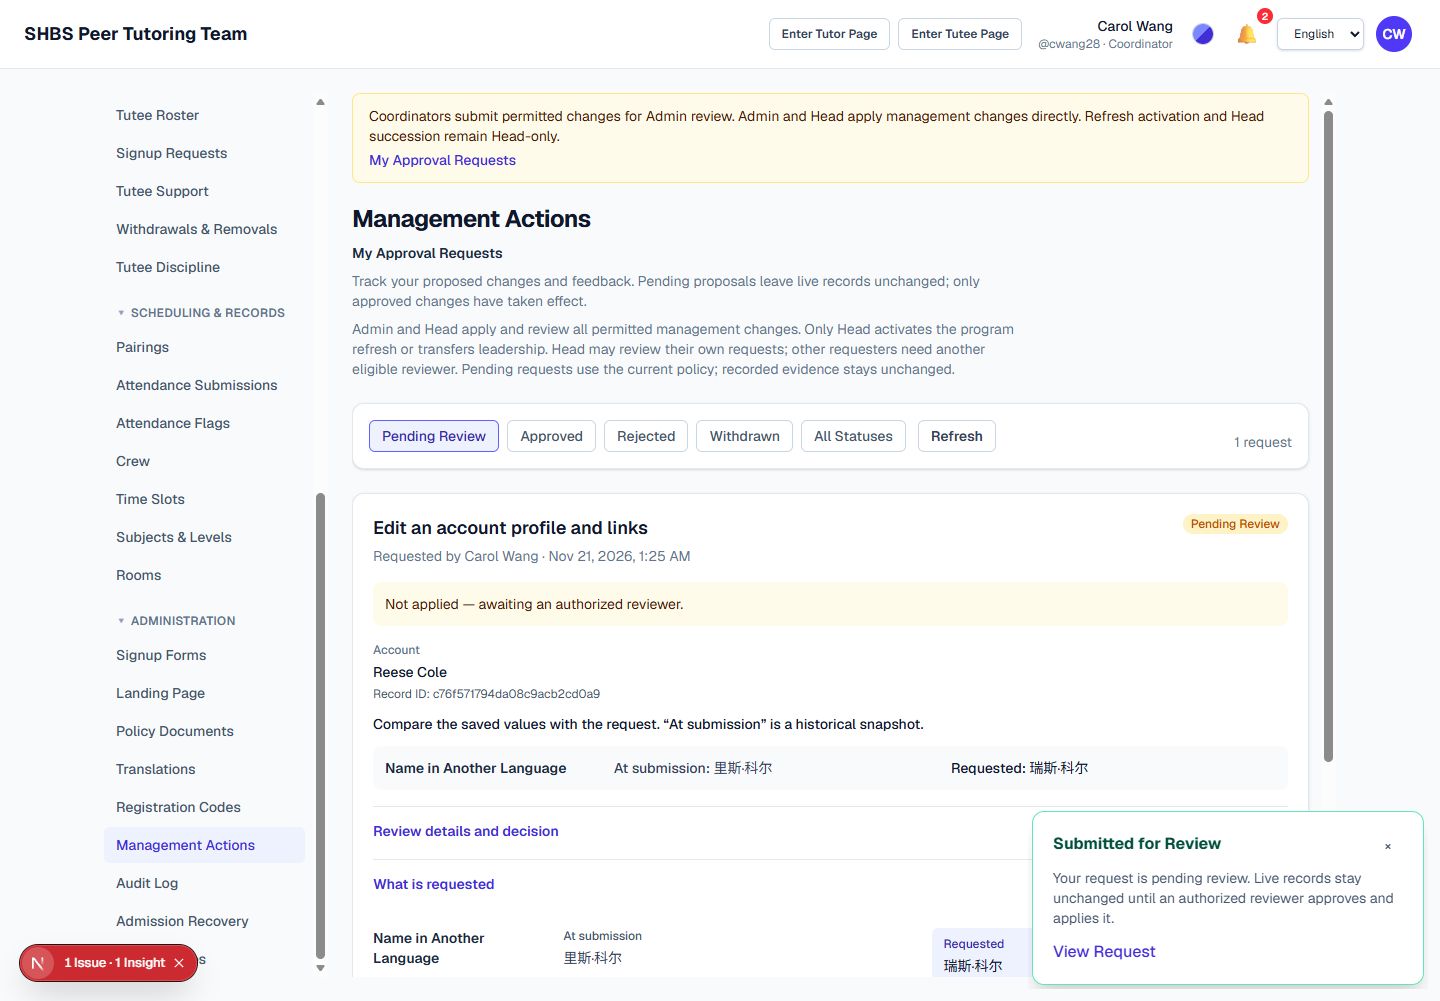 SHBS Peer Tutoring Team
Enter Tutor Page
Enter Tutee Page
Carol Wang
@cwang28 · Coordinator
2
English
CW
Tutee Roster
Signup Requests
Tutee Support
Withdrawals & Removals
Tutee Discipline
SCHEDULING & RECORDS
Pairings
Attendance Submissions
Attendance Flags
Crew
Time Slots
Subjects & Levels
Rooms
ADMINISTRATION
Signup Forms
Landing Page
Policy Documents
Translations
Registration Codes
Management Actions
Audit Log
Admission Recovery
s
N
1 Issue · 1 Insight ×
Coordinators submit permitted changes for Admin review. Admin and Head apply management changes directly. Refresh activation and Head
succession remain Head-only.
My Approval Requests
Management Actions
My Approval Requests
Track your proposed changes and feedback. Pending proposals leave live records unchanged; only
approved changes have taken effect.
Admin and Head apply and review all permitted management changes. Only Head activates the program
refresh or transfers leadership. Head may review their own requests; other requesters need another
eligible reviewer. Pending requests use the current policy; recorded evidence stays unchanged.
Pending Review
Approved
Rejected
Withdrawn
All Statuses
Refresh
1 request
Edit an account profile and links
Pending Review
Requested by Carol Wang · Nov 21, 2026, 1:25 AM
Not applied — awaiting an authorized reviewer.
Account
Reese Cole
Record ID: c76f571794da08c9acb2cd0a9
Compare the saved values with the request. “At submission” is a historical snapshot.
Name in Another Language
At submission: 里斯·科尔
Requested: 瑞斯·科尔
Review details and decision
What is requested
Name in Another
Language
At submission
里斯·科尔
Requested
瑞斯·科尔
Submitted for Review
×
Your request is pending review. Live records stay
unchanged until an authorized reviewer approves and
applies it.
View Request